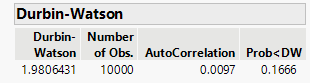 Durbin-Watson
Durbin- Number
Watson of Obs. AutoCorrelation Prob<DW
1.9806431 10000 0.0097 0.1666